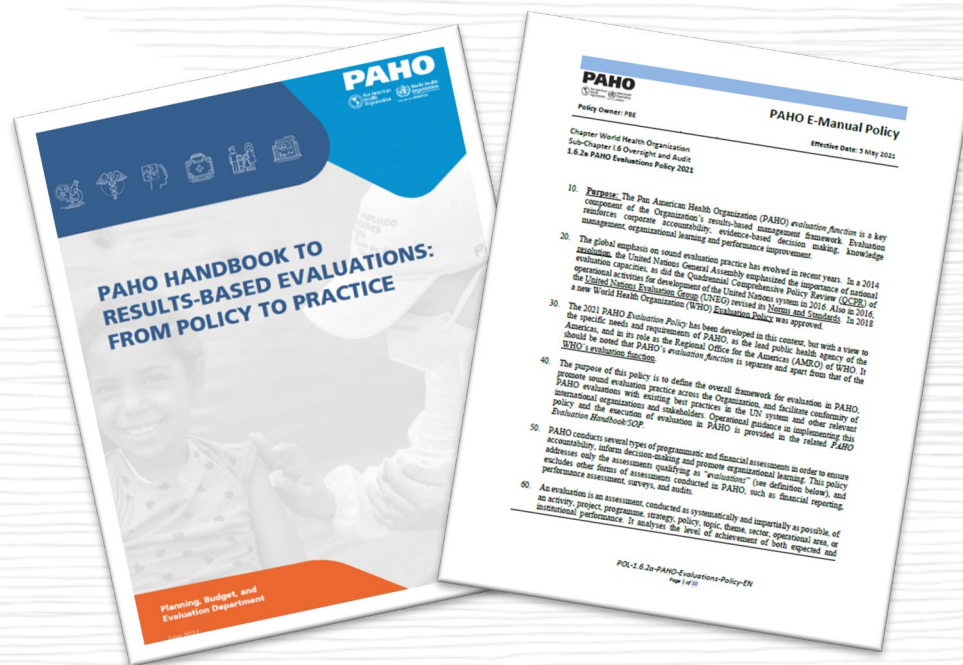 PAHO
Pan American
Health
Organization
World Health
Organization
PAHO HANDBOOK TO
RESULTS-BASED EVALUATIONS:
FROM POLICY TO PRACTICE
Planning, Budget, and
Evaluation Department
PAHO
PAHO E-Manual Policy
Policy Owner: PBE
Effective Date: 5 May 2021
Chapter World Health Organization
Sub-Chapter I.6 Oversight and Audit
1.6.2a PAHO Evaluations Policy 2021
10. Purpose: The Pan American Health Organization (PAHO) evaluation function is a key
component of the Organization's results-based management framework. Evaluation
reinforces corporate accountability, evidence-based decision making, knowledge
management, organizational learning and performance improvement.
20. The global emphasis on sound evaluation practice has evolved in recent years. In a 2014
resolution, the United Nations General Assembly emphasized the importance of national
evaluation capacities, as did the Quadrennial Comprehensive Policy Review (QCPR) of
operational activities for development of the United Nations system in 2016. Also in 2016,
the United Nations Evaluation Group (UNEG) revised its Norms and Standards. In 2018
a new World Health Organization (WHO) Evaluation Policy was approved.
30. The 2021 PAHO Evaluation Policy has been developed in this context, but with a view to
the specific needs and requirements of PAHO, as the lead public health agency of the
Americas, and in its role as the Regional Office for the Americas (AMRO) of WHO. It
should be noted that PAHO's evaluation function is separate and apart from that of the
WHO's evaluation function.
40. The purpose of this policy is to define the overall framework for evaluation in PAHO,
promote sound evaluation practice across the Organization, and facilitate conformity of
PAHO evaluations with existing best practices in the UN system and other relevant
international organizations and stakeholders. Operational guidance in implementing this
policy and the execution of evaluation in PAHO is provided in the related PAHO
Evaluation Handbook/SOP.
50. PAHO conducts several types of programmatic and financial assessments in order to ensure
accountability, inform decision-making and promote organizational learning. This policy
addresses only the assessments qualifying as "evaluations" (see definition below), and
excludes other forms of assessments conducted in PAHO, such as financial reporting,
performance assessment, surveys, and audits.
60. An evaluation is an assessment, conducted as systematically and impartially as possible, of
an activity, project, programme, strategy, policy, topic, theme, sector, operational area, or
institutional performance. It analyses the level of achievement of both expected and
POL-1.6.2a-PAHO-Evaluations-Policy-EN
Page 1 of